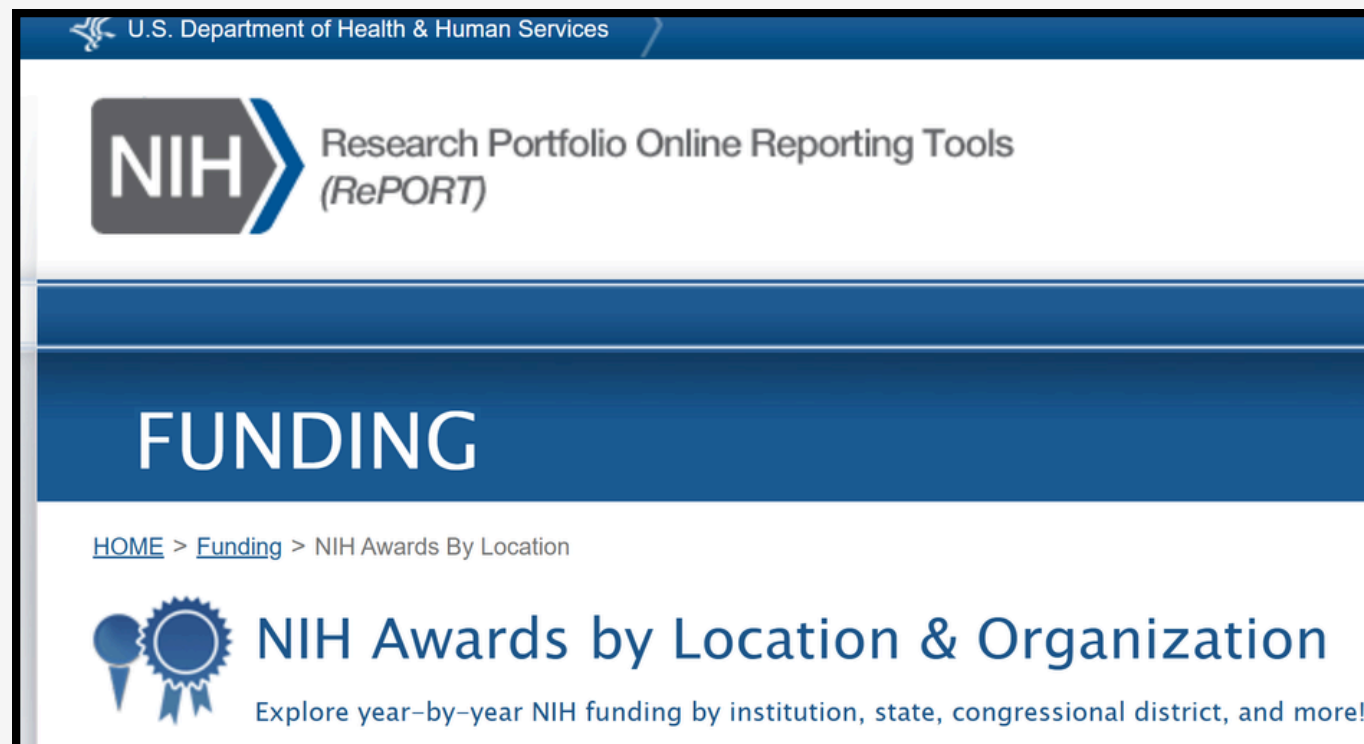 U.S. Department of Health & Human Services
NIH
Research Portfolio Online Reporting Tools
(RePORT)
FUNDING
HOME > Funding > NIH Awards By Location
NIH Awards by Location & Organization
Explore year-by-year NIH funding by institution, state, congressional district, and more!